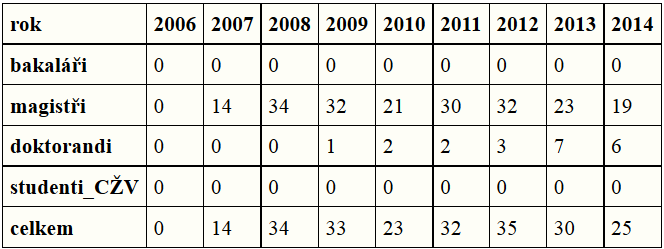 rok 2006 2007 2008 2009 2010 2011 2012 2013 2014
bakaláři 0 0 0 0 0 0 0 0 0
magistři 0 14 34 32 21 30 32 23 19
doktorandi 0 0 0 1 2 2 3 7 6
studenti_CŽV 0 0 0 0 0 0 0 0 0
celkem 0 14 34 33 23 32 35 30 25